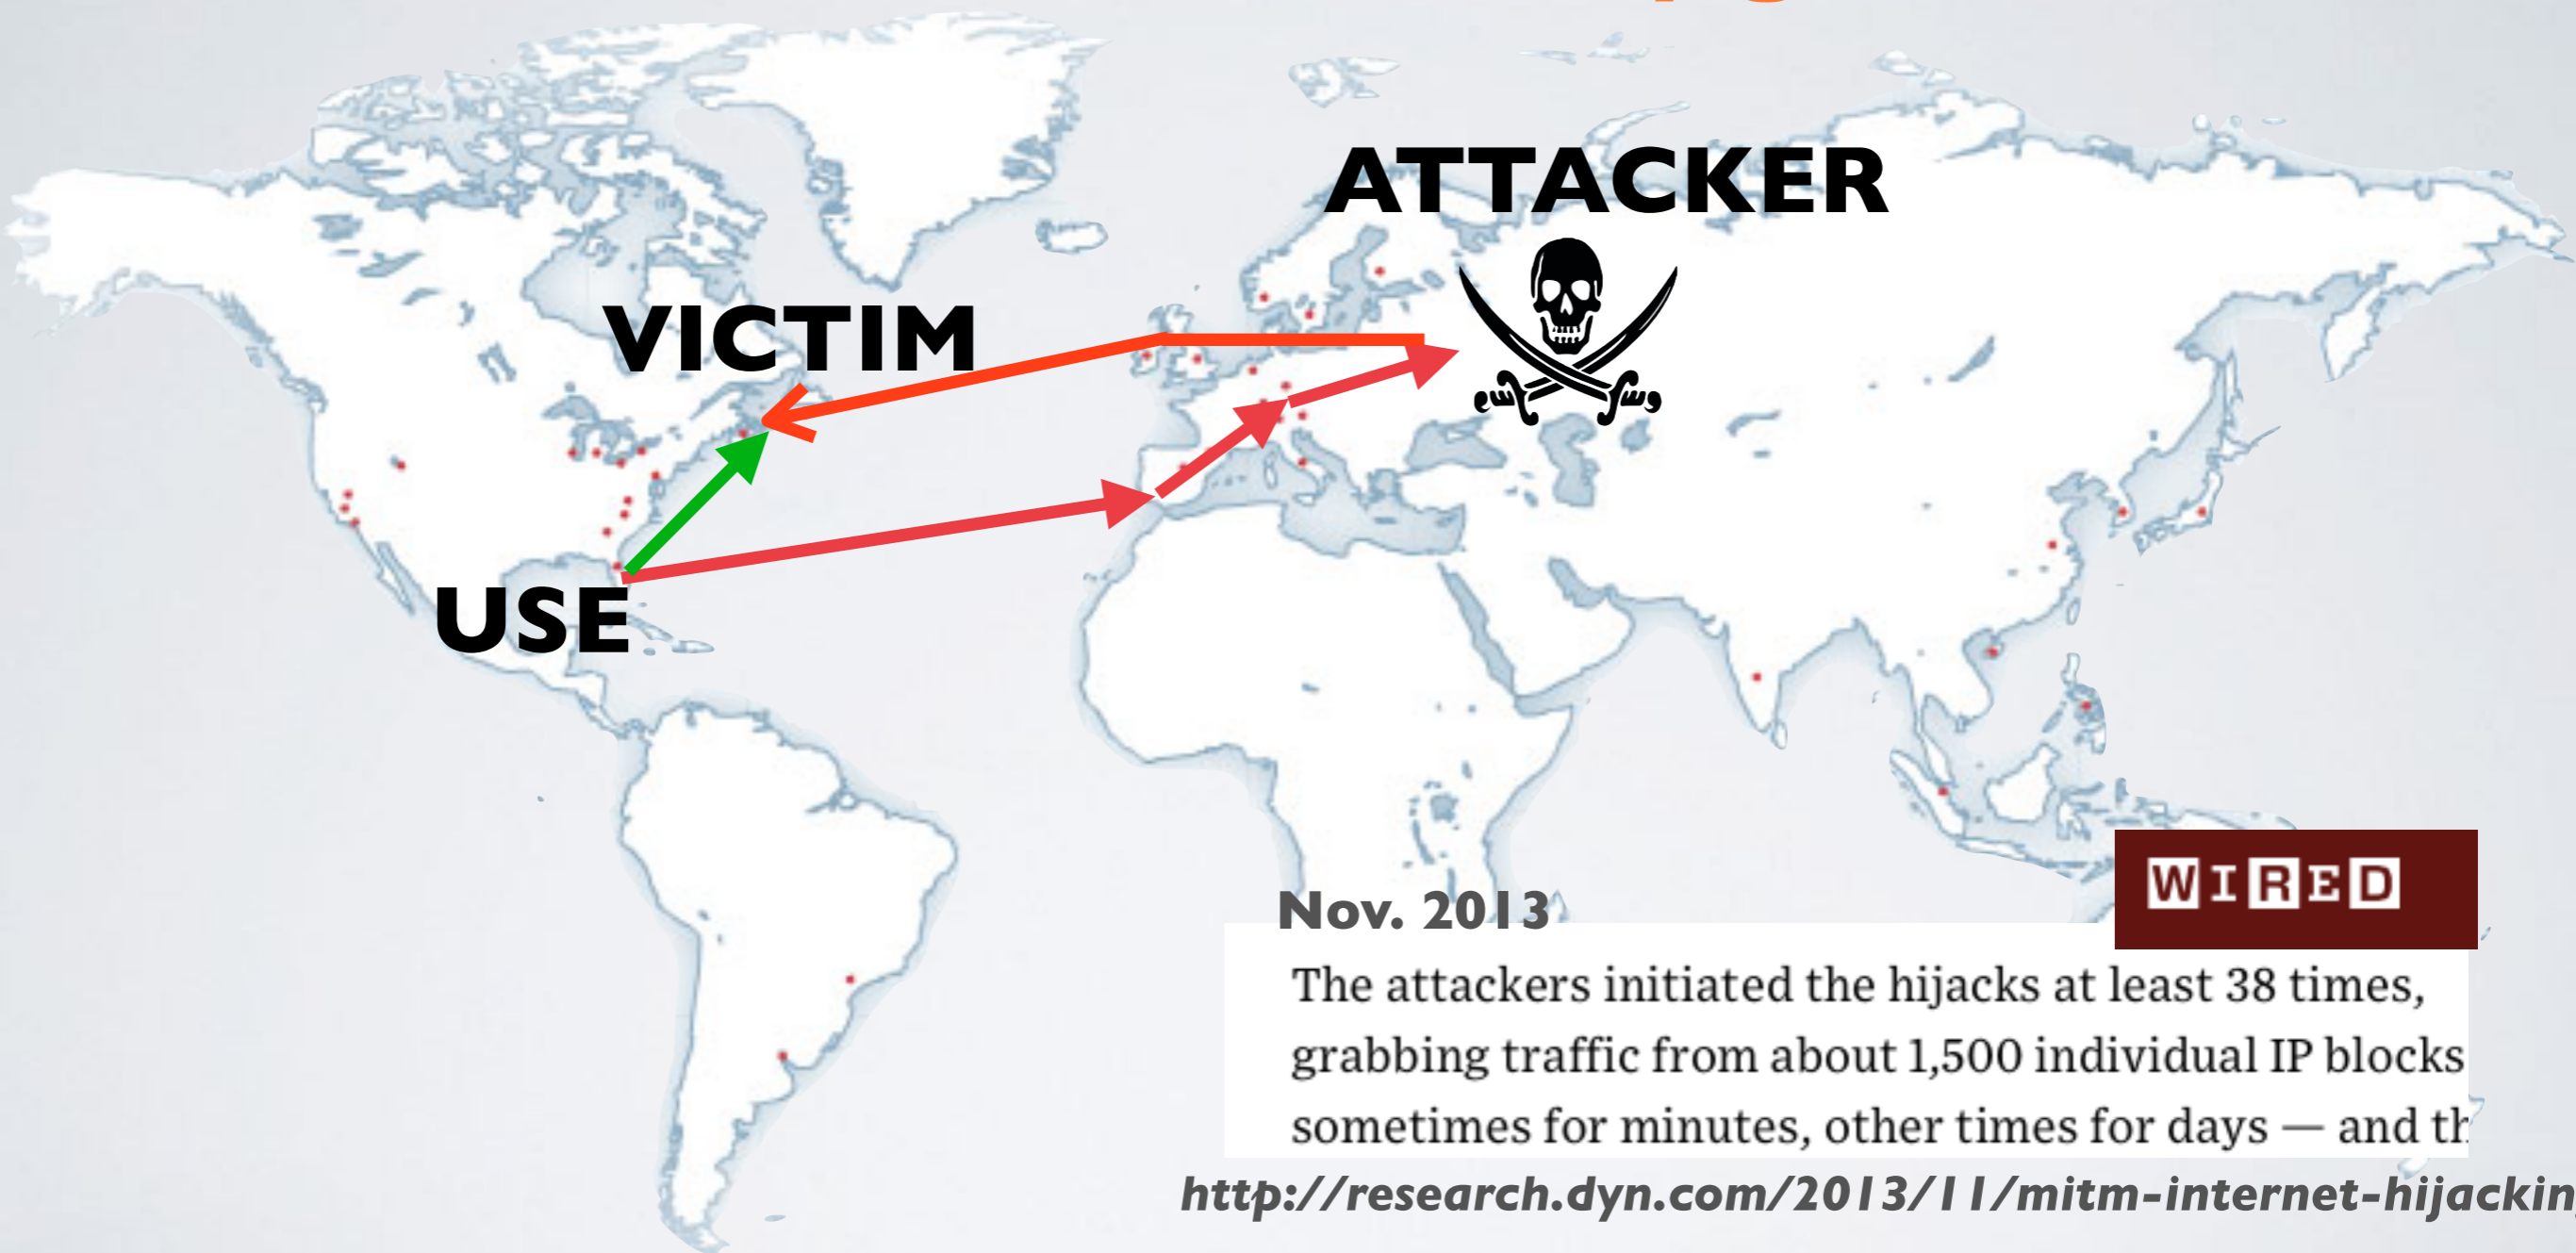 ATTACKER
VICTIM
USE
WIRED
Nov. 2013
The attackers initiated the hijacks at least 38 times,
grabbing traffic from about 1,500 individual IP blocks
sometimes for minutes, other times for days — and th
http://research.dyn.com/2013/11/mitm-internet-hijackin